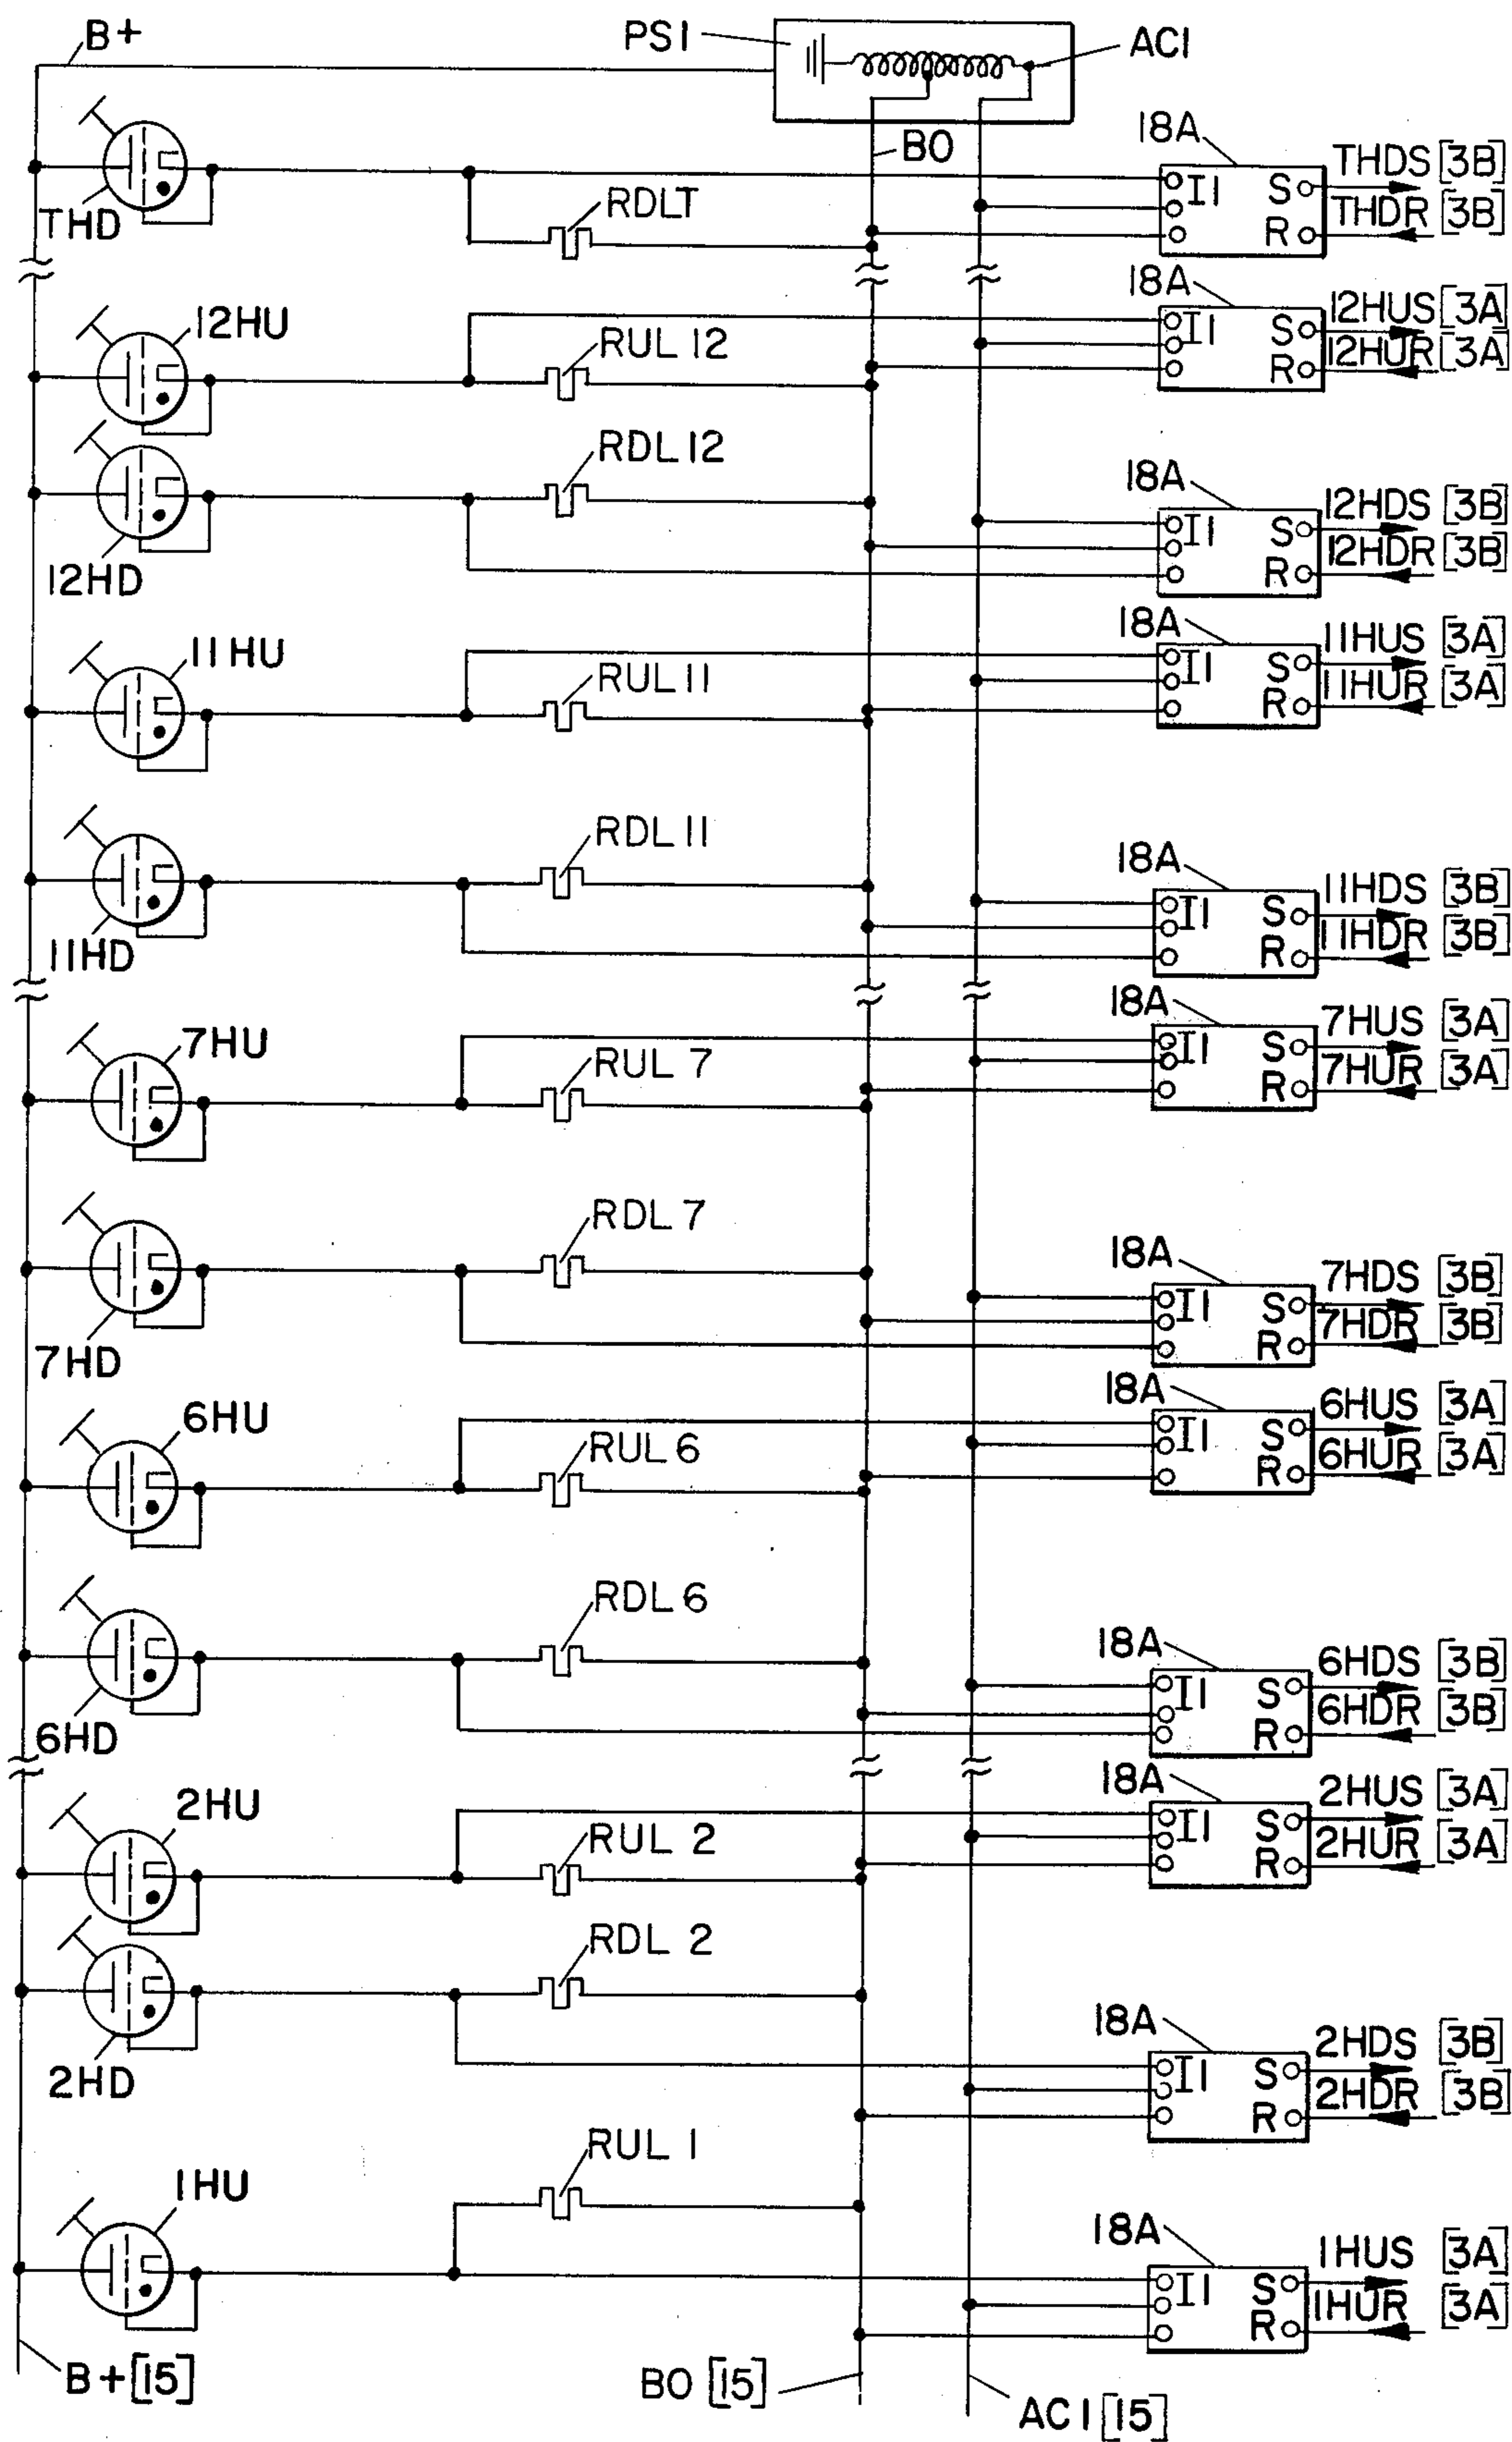 B+
PS1
AC1
BO
18A
THD
RDLT
I1 S THDS [3B]
R THDR [3B]
18A
12HU
RUL 12
I1 S 12HUS [3A]
R 12HUR [3A]
RDL 12
18A
12HD
I1 S 12HDS [3B]
R 12HDR [3B]
18A
11HU
RUL 11
I1 S 11HUS [3A]
R 11HUR [3A]
RDL 11
18A
11HD
I1 S 11HDS [3B]
R 11HDR [3B]
18A
7HU
RUL 7
I1 S 7HUS [3A]
R 7HUR [3A]
RDL 7
18A
7HD
I1 S 7HDS [3B]
R 7HDR [3B]
18A
6HU
RUL 6
I1 S 6HUS [3A]
R 6HUR [3A]
RDL 6
18A
6HD
I1 S 6HDS [3B]
R 6HDR [3B]
18A
2HU
RUL 2
I1 S 2HUS [3A]
R 2HUR [3A]
RDL 2
18A
2HD
I1 S 2HDS [3B]
R 2HDR [3B]
RUL 1
1HU
18A
I1 S 1HUS [3A]
R 1HUR [3A]
B+[15]
BO [15]
AC1[15]